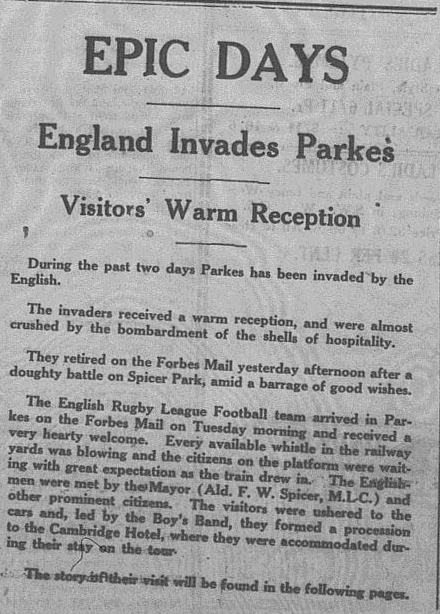 EPIC DAYS
England Invades Parkes
Visitors' Warm Reception
During the past two days Parkes has been invaded by the
English.
The invaders received a warm reception, and were almost
crushed by the bombardment of the shells of hospitality.
They retired on the Forbes Mail yesterday afternoon after a
doughty battle on Spicer Park, amid a barrage of good wishes.
The English Rugby League Football team arrived in Par-
kes on the Forbes Mail on Tuesday morning and received a
very hearty welcome. Every available whistle in the railway
yards was blowing and the citizens on the platform were wait-
ing with great expectation as the train drew in. The English-
men were met by the Mayor (Ald. F. W. Spicer, M.L.C.) and
other prominent citizens. The visitors were ushered to the
cars and, led by the Boy's Band, they formed a procession
to the Cambridge Hotel, where they were accommodated dur-
ing their stay on the tour.
The story of their visit will be found in the following pages.